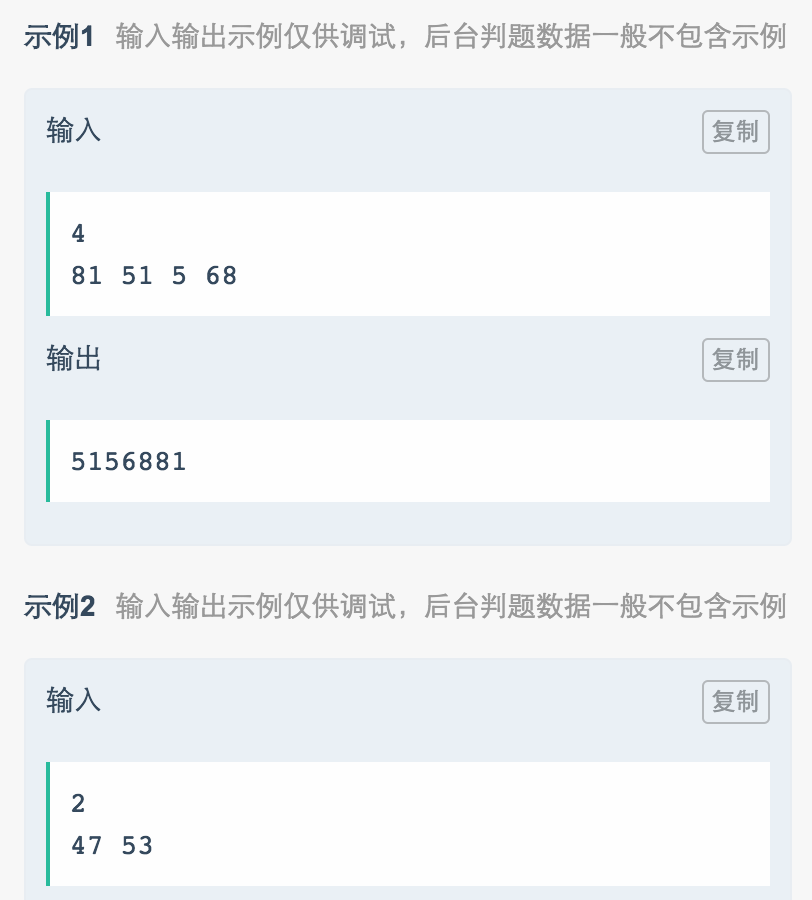 示例1 输入输出示例仅供调试，后台判题数据一般不包含示例
输入 复制
4
81 51 5 68
输出 复制
5156881
示例2 输入输出示例仅供调试，后台判题数据一般不包含示例
输入 复制
2
47 53